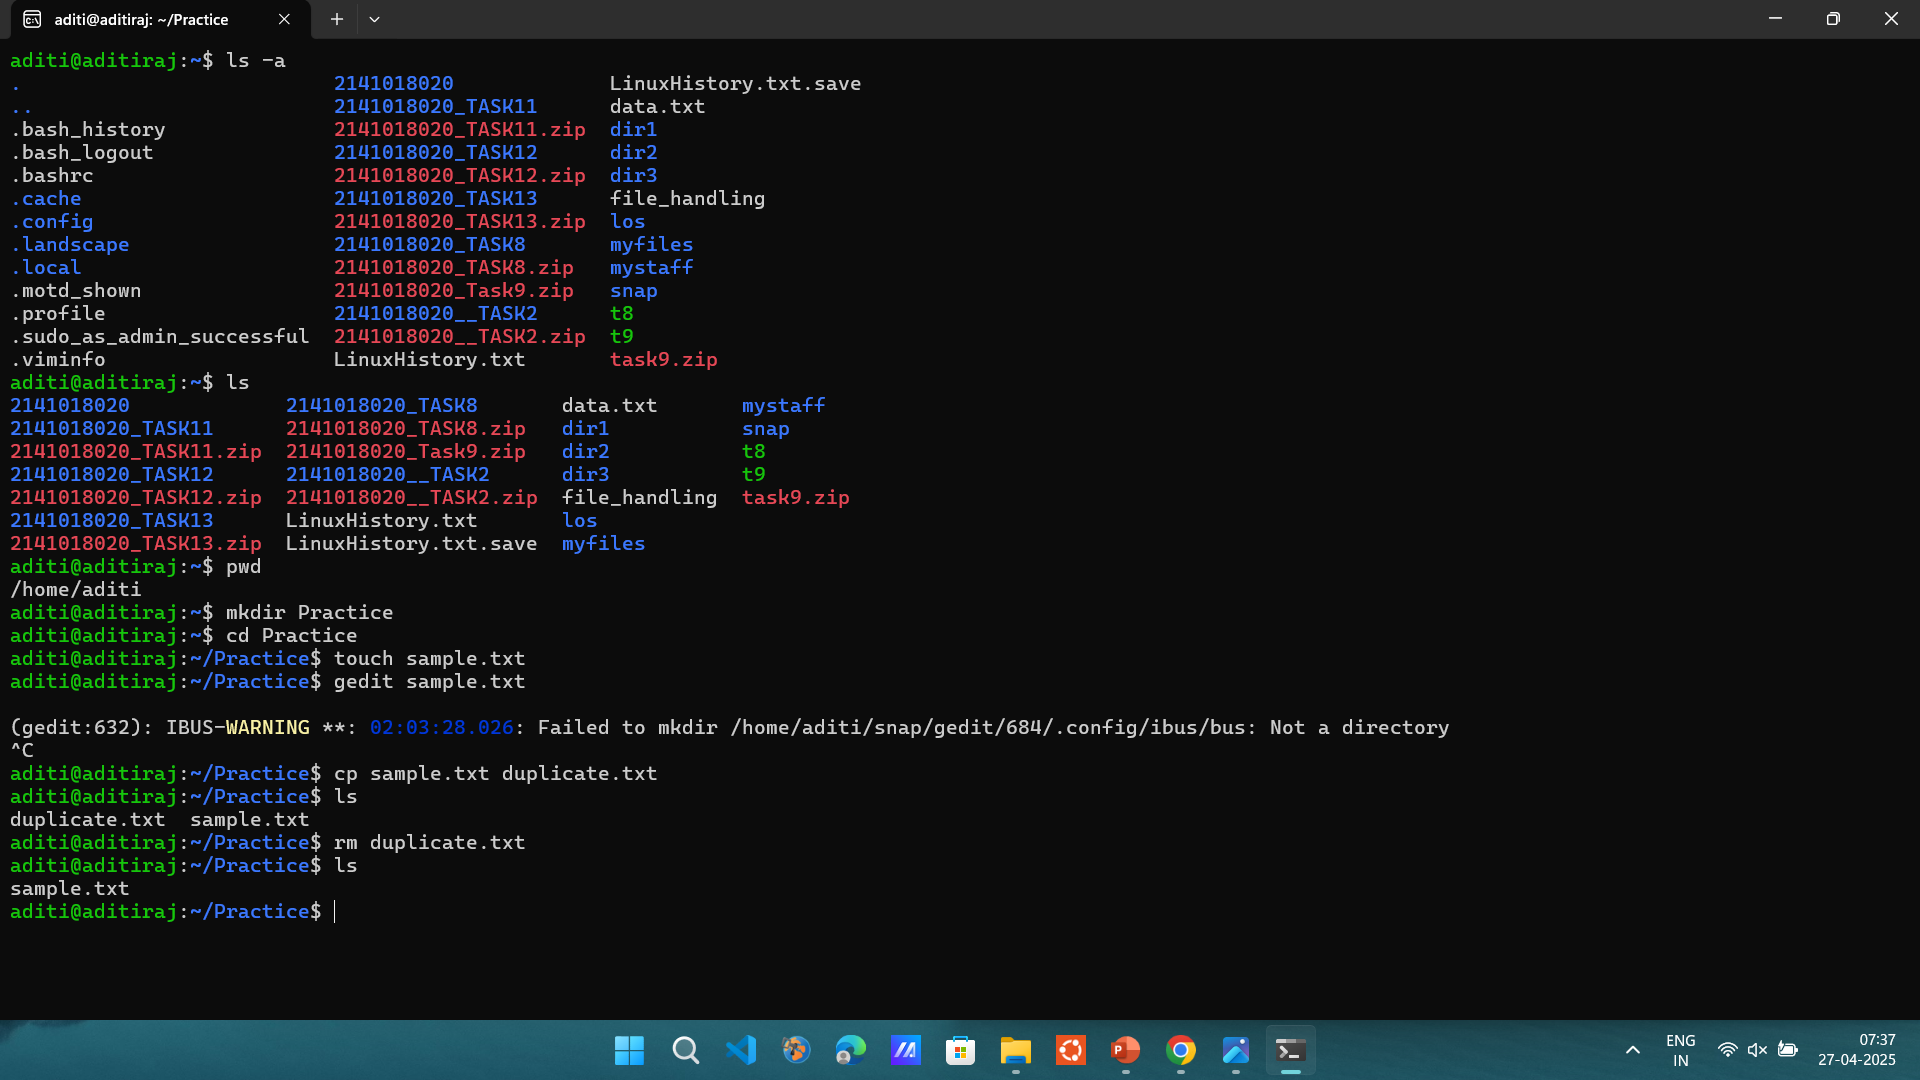 aditi@aditiraj: ~/Practice
aditi@aditiraj:~$ ls -a
.                          2141018020             LinuxHistory.txt.save
..                         2141018020_TASK11      data.txt
.bash_history              2141018020_TASK11.zip  dir1
.bash_logout               2141018020_TASK12      dir2
.bashrc                    2141018020_TASK12.zip  dir3
.cache                     2141018020_TASK13      file_handling
.config                    2141018020_TASK13.zip  los
.landscape                 2141018020_TASK8       myfiles
.local                     2141018020_TASK8.zip   mystaff
.motd_shown                2141018020_Task9.zip   snap
.profile                   2141018020__TASK2      t8
.sudo_as_admin_successful  2141018020__TASK2.zip  t9
.viminfo                   LinuxHistory.txt       task9.zip
aditi@aditiraj:~$ ls
2141018020             2141018020_TASK8       data.txt       mystaff
2141018020_TASK11      2141018020_TASK8.zip   dir1           snap
2141018020_TASK11.zip  2141018020_Task9.zip   dir2           t8
2141018020_TASK12      2141018020__TASK2      dir3           t9
2141018020_TASK12.zip  2141018020__TASK2.zip  file_handling  task9.zip
2141018020_TASK13      LinuxHistory.txt       los
2141018020_TASK13.zip  LinuxHistory.txt.save  myfiles
aditi@aditiraj:~$ pwd
/home/aditi
aditi@aditiraj:~$ mkdir Practice
aditi@aditiraj:~$ cd Practice
aditi@aditiraj:~/Practice$ touch sample.txt
aditi@aditiraj:~/Practice$ gedit sample.txt
(gedit:632): IBUS-WARNING **: 02:03:28.026: Failed to mkdir /home/aditi/snap/gedit/684/.config/ibus/bus: Not a directory
^C
aditi@aditiraj:~/Practice$ cp sample.txt duplicate.txt
aditi@aditiraj:~/Practice$ ls
duplicate.txt  sample.txt
aditi@aditiraj:~/Practice$ rm duplicate.txt
aditi@aditiraj:~/Practice$ ls
sample.txt
aditi@aditiraj:~/Practice$
ENG
IN
07:37
27-04-2025